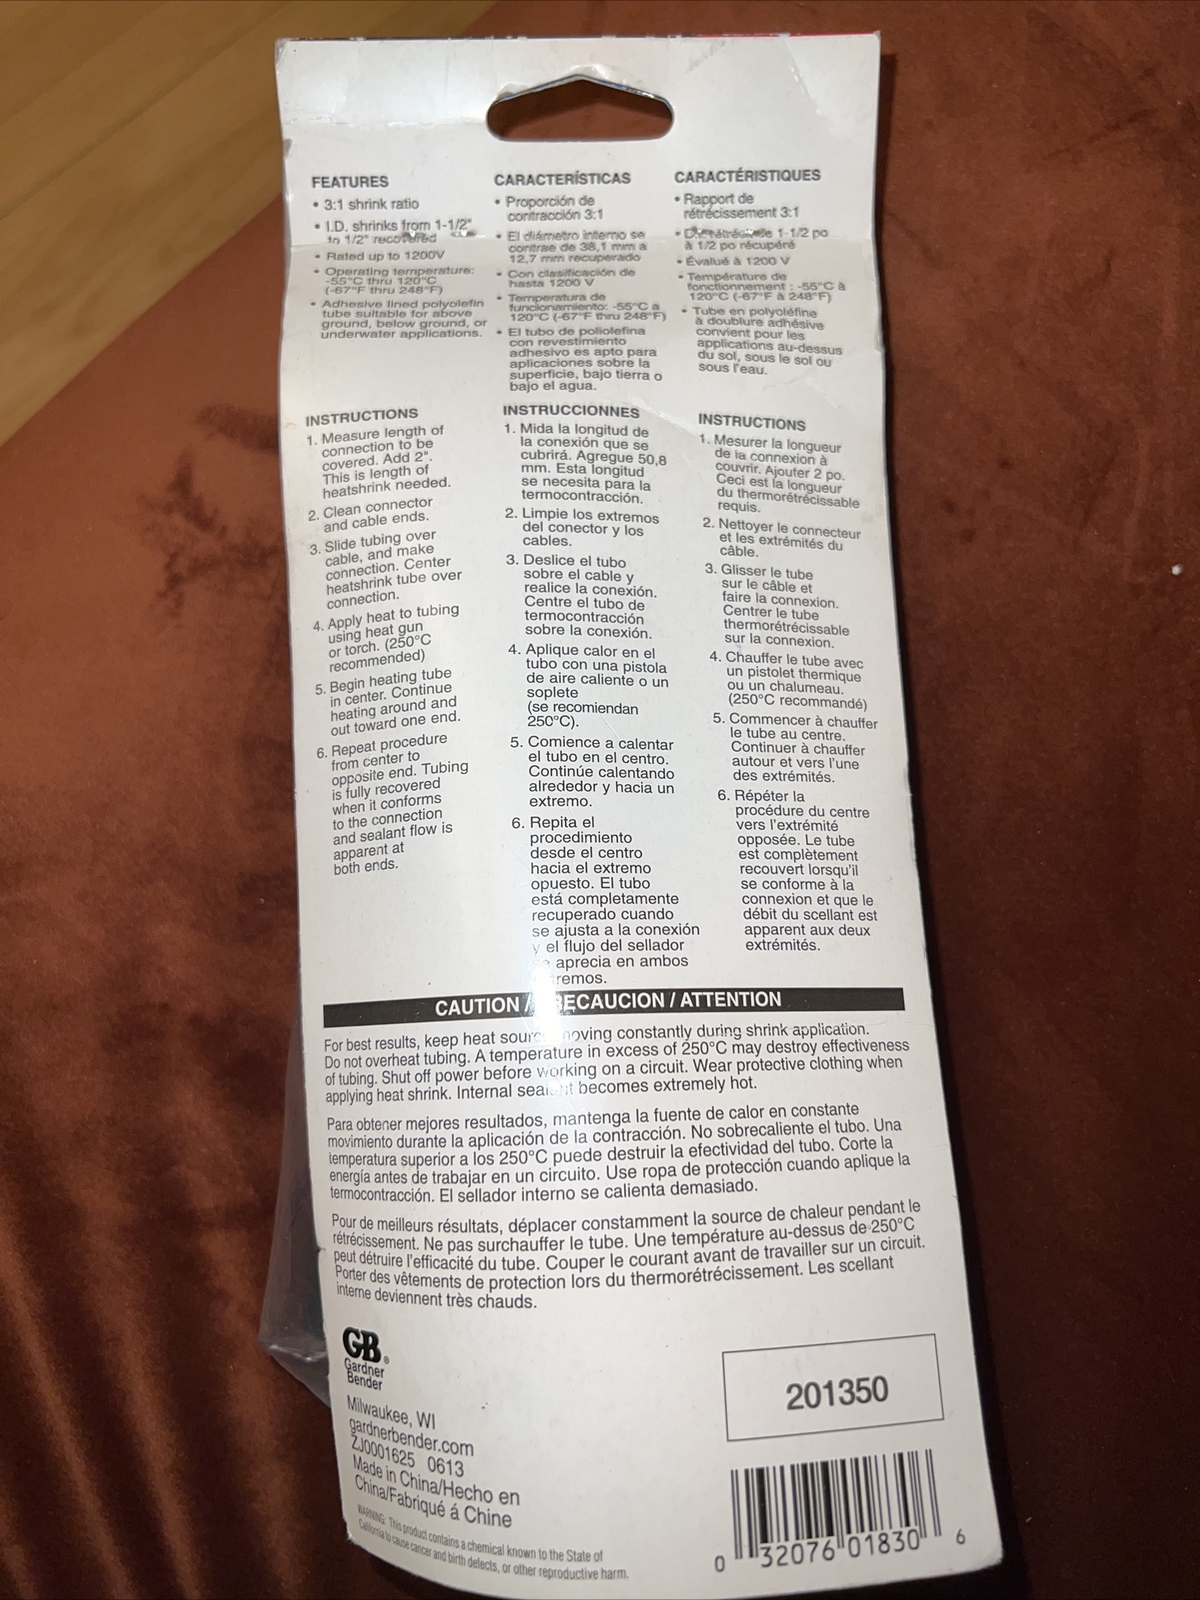 FEATURES
• 3:1 shrink ratio
• I.D. shrinks from 1-1/2"
to 1/2" recovered
• Rated up to 1200V
• Operating temperature:
-55°C thru 120°C
(-67°F thru 248°F)
• Adhesive lined polyolefin
tube suitable for above
ground, below ground, or
underwater applications.
CARACTERÍSTICAS
• Proporción de
contracción 3:1
• El diámetro interno se
contrae de 38,1 mm a
12,7 mm recuperado
• Con clasificación de
hasta 1200 V
• Temperatura de
funcionamiento: -55°C a
120°C (-67°F thru 248°F)
• El tubo de poliolefina
con revestimiento
adhesivo es apto para
aplicaciones sobre la
superficie, bajo tierra o
bajo el agua.
CARACTÉRISTIQUES
• Rapport de
rétrécissement 3:1
• 1-1/2 po
à 1/2 po récupéré
• Évalué à 1200 V
• Température de
fonctionnement : -55°C à
120°C (-67°F à 248°F)
• Tube en polyoléfine
à doublure adhésive
convient pour les
applications au-dessus
du sol, sous le sol ou
sous l'eau.
INSTRUCTIONS
1. Measure length of
connection to be
covered. Add 2".
This is length of
heatshrink needed.
2. Clean connector
and cable ends.
3. Slide tubing over
cable, and make
connection. Center
heatshrink tube over
connection.
4. Apply heat to tubing
using heat gun
or torch. (250°C
recommended)
5. Begin heating tube
in center. Continue
heating around and
out toward one end.
6. Repeat procedure
from center to
opposite end. Tubing
is fully recovered
when it conforms
to the connection
and sealant flow is
apparent at
both ends.
INSTRUCCIONNES
1. Mida la longitud de
la conexión que se
cubrirá. Agregue 50,8
mm. Esta longitud
se necesita para la
termocontracción.
2. Limpie los extremos
del conector y los
cables.
3. Deslice el tubo
sobre el cable y
realice la conexión.
Centre el tubo de
termocontracción
sobre la conexión.
4. Aplique calor en el
tubo con una pistola
de aire caliente o un
soplete
(se recomiendan
250°C).
5. Comience a calentar
el tubo en el centro.
Continúe calentando
alrededor y hacia un
extremo.
6. Repita el
procedimiento
desde el centro
hacia el extremo
opuesto. El tubo
está completamente
recuperado cuando
se ajusta a la conexión
y el flujo del sellador
se aprecia en ambos
extremos.
INSTRUCTIONS
1. Mesurer la longueur
de la connexion à
couvrir. Ajouter 2 po.
Ceci est la longueur
du thermorétrécissable
requis.
2. Nettoyer le connecteur
et les extrémités du
câble.
3. Glisser le tube
sur le câble et
faire la connexion.
Centrer le tube
thermorétrécissable
sur la connexion.
4. Chauffer le tube avec
un pistolet thermique
ou un chalumeau.
(250°C recommandé)
5. Commencer à chauffer
le tube au centre.
Continuer à chauffer
autour et vers l'une
des extrémités.
6. Répéter la
procédure du centre
vers l'extrémité
opposée. Le tube
est complètement
recouvert lorsqu'il
se conforme à la
connexion et que le
débit du scellant est
apparent aux deux
extrémités.
CAUTION / PRECAUCION / ATTENTION
For best results, keep heat source moving constantly during shrink application.
Do not overheat tubing. A temperature in excess of 250°C may destroy effectiveness
of tubing. Shut off power before working on a circuit. Wear protective clothing when
applying heat shrink. Internal sealant becomes extremely hot.
Para obtener mejores resultados, mantenga la fuente de calor en constante
movimiento durante la aplicación de la contracción. No sobrecaliente el tubo. Una
temperatura superior a los 250°C puede destruir la efectividad del tubo. Corte la
energía antes de trabajar en un circuito. Use ropa de protección cuando aplique la
termocontracción. El sellador interno se calienta demasiado.
Pour de meilleurs résultats, déplacer constamment la source de chaleur pendant le
rétrécissement. Ne pas surchauffer le tube. Une température au-dessus de 250°C
peut détruire l'efficacité du tube. Couper le courant avant de travailler sur un circuit.
Porter des vêtements de protection lors du thermorétrécissement. Les scellant
interne deviennent très chauds.
GB®
Gardner
Bender
Milwaukee, WI
gardnerbender.com
ZJ0001625 0613
Made in China/Hecho en
China/Fabriqué á Chine
WARNING: This product contains a chemical known to the State of
California to cause cancer and birth defects, or other reproductive harm.
201350
0 32076 01830 6